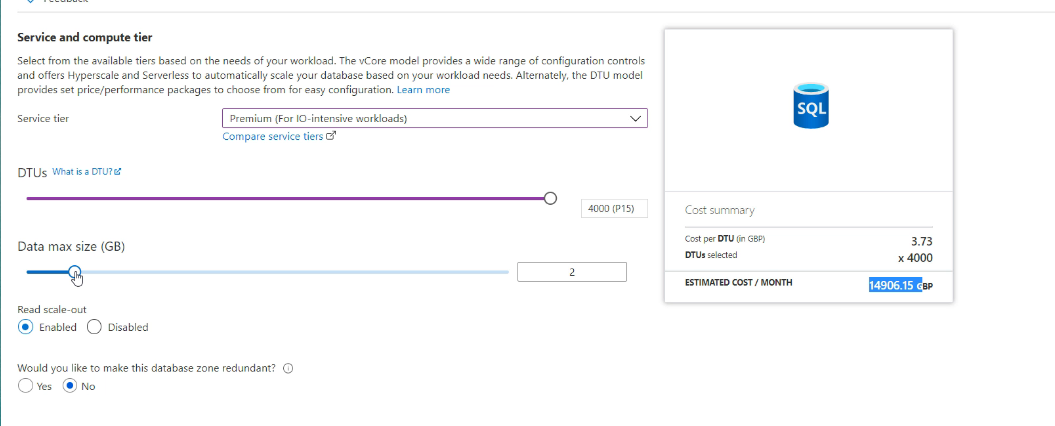 Feedback
Service and compute tier
Select from the available tiers based on the needs of your workload. The vCore model provides a wide range of configuration controls
and offers Hyperscale and Serverless to automatically scale your database based on your workload needs. Alternately, the DTU model
provides set price/performance packages to choose from for easy configuration. Learn more
Service tier
Premium (For IO-intensive workloads)
Compare service tiers
DTUs What is a DTU?
4000 (P15)
Data max size (GB)
2
Read scale-out
Enabled Disabled
Would you like to make this database zone redundant?
Yes No
SQL
Cost summary
Cost per DTU (in GBP) 3.73
DTUs selected x 4000
ESTIMATED COST / MONTH 14906.15 GBP